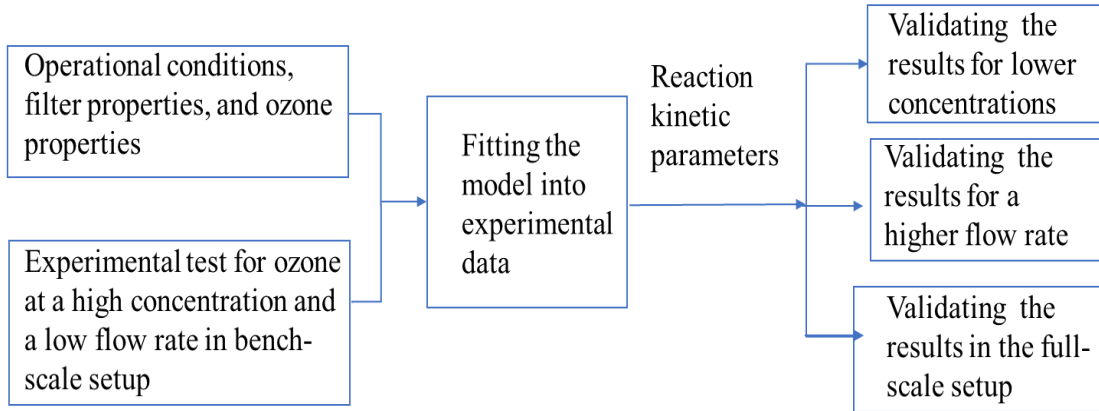 Operational conditions,
filter properties, and ozone
properties
Experimental test for ozone
at a high concentration and
a low flow rate in bench-
scale setup
Fitting the
model into
experimental
data
Reaction
kinetic
parameters
Validating the
results for lower
concentrations
Validating the
results for a
higher flow rate
Validating the
results in the full-
scale setup